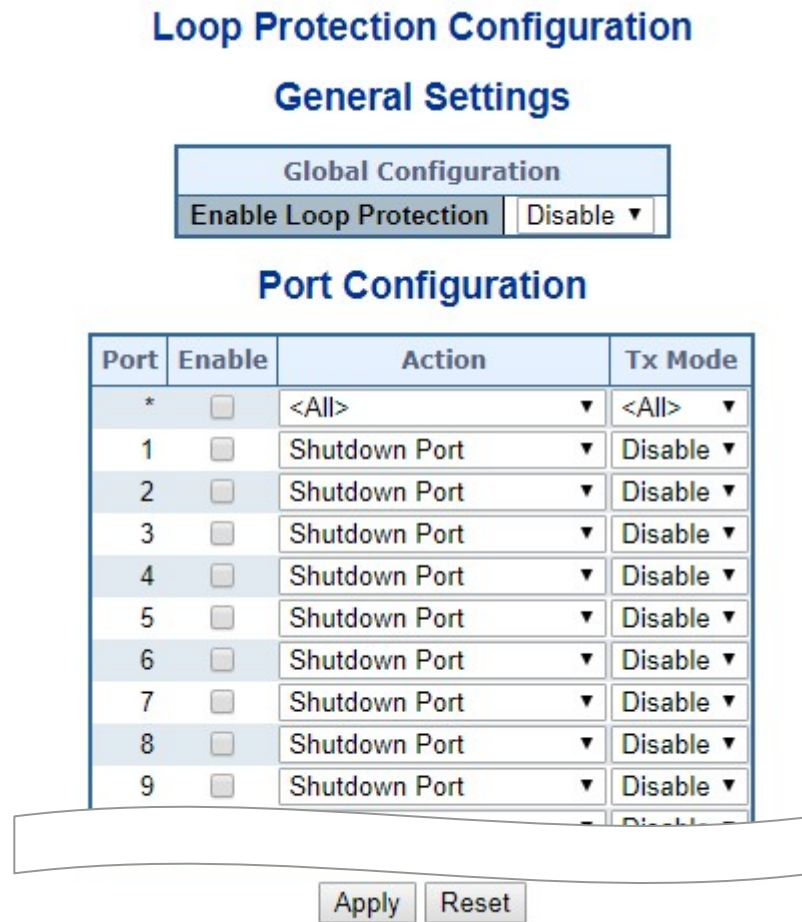 Loop Protection Configuration
General Settings
Global Configuration
Enable Loop Protection Disable
Port Configuration
Port Enable Action Tx Mode
* <All> <All>
1 Shutdown Port Disable
2 Shutdown Port Disable
3 Shutdown Port Disable
4 Shutdown Port Disable
5 Shutdown Port Disable
6 Shutdown Port Disable
7 Shutdown Port Disable
8 Shutdown Port Disable
9 Shutdown Port Disable
Apply Reset